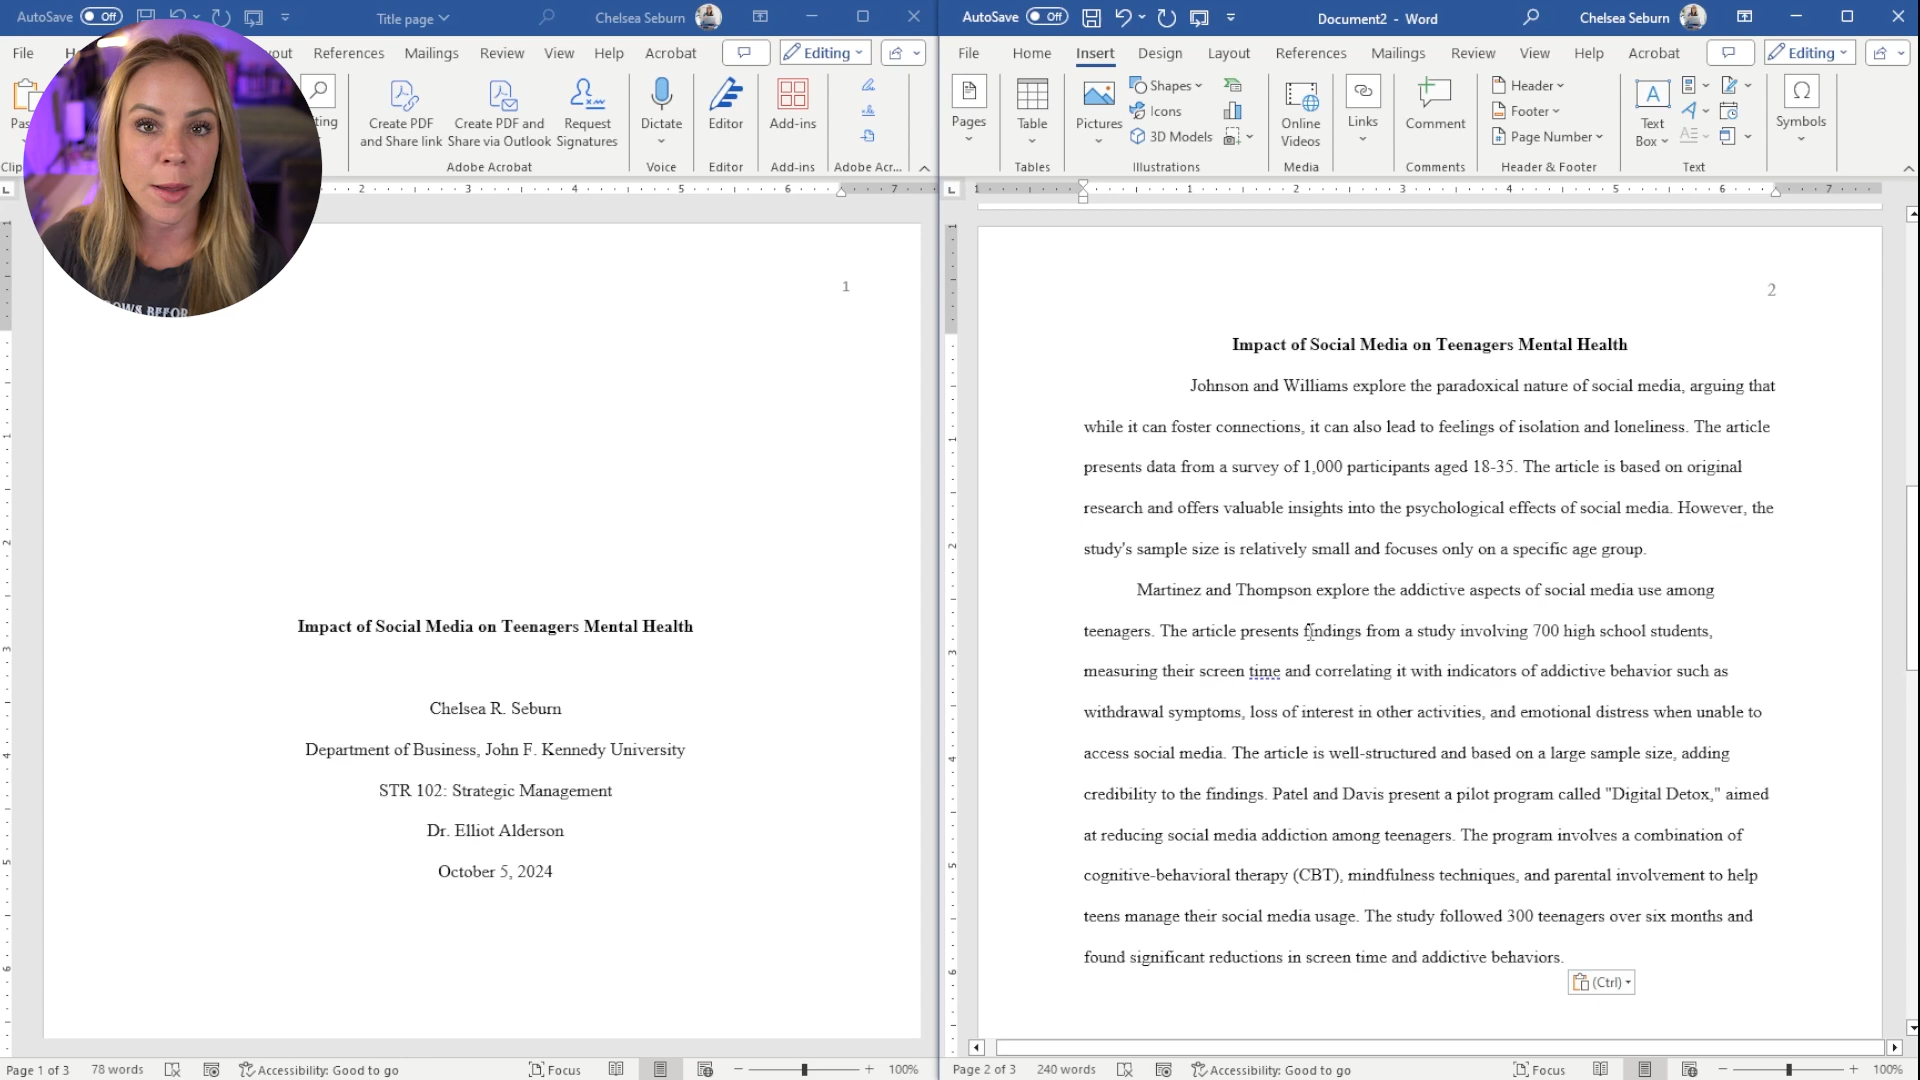 AutoSave Off Title page Chelsea Seburn
File References Mailings Review View Help Acrobat Editing
Create PDF and Share link
Create PDF and Share via Outlook
Request Signatures
Dictate
Editor
Add-ins
Adobe Acrobat Voice Editor Add-ins Adobe Acr...
2 3 4 5 6 7
1
Impact of Social Media on Teenagers Mental Health
Chelsea R. Seburn
Department of Business, John F. Kennedy University
STR 102: Strategic Management
Dr. Elliot Alderson
October 5, 2024
Page 1 of 3 78 words Accessibility: Good to go Focus 100%
AutoSave Off Document2 - Word Chelsea Seburn
File Home Insert Design Layout References Mailings Review View Help Acrobat Editing
Pages
Table
Pictures
Shapes
Icons
3D Models
Online Videos
Links
Comment
Header
Footer
Page Number
Text Box
Symbols
Tables Illustrations Media Comments Header & Footer Text
1 1 2 3 4 5 6 7
2
Impact of Social Media on Teenagers Mental Health
Johnson and Williams explore the paradoxical nature of social media, arguing that
while it can foster connections, it can also lead to feelings of isolation and loneliness. The article
presents data from a survey of 1,000 participants aged 18-35. The article is based on original
research and offers valuable insights into the psychological effects of social media. However, the
study's sample size is relatively small and focuses only on a specific age group.
Martinez and Thompson explore the addictive aspects of social media use among
teenagers. The article presents findings from a study involving 700 high school students,
measuring their screen time and correlating it with indicators of addictive behavior such as
withdrawal symptoms, loss of interest in other activities, and emotional distress when unable to
access social media. The article is well-structured and based on a large sample size, adding
credibility to the findings. Patel and Davis present a pilot program called "Digital Detox," aimed
at reducing social media addiction among teenagers. The program involves a combination of
cognitive-behavioral therapy (CBT), mindfulness techniques, and parental involvement to help
teens manage their social media usage. The study followed 300 teenagers over six months and
found significant reductions in screen time and addictive behaviors.
(Ctrl)
Page 2 of 3 240 words Accessibility: Good to go Focus 100%